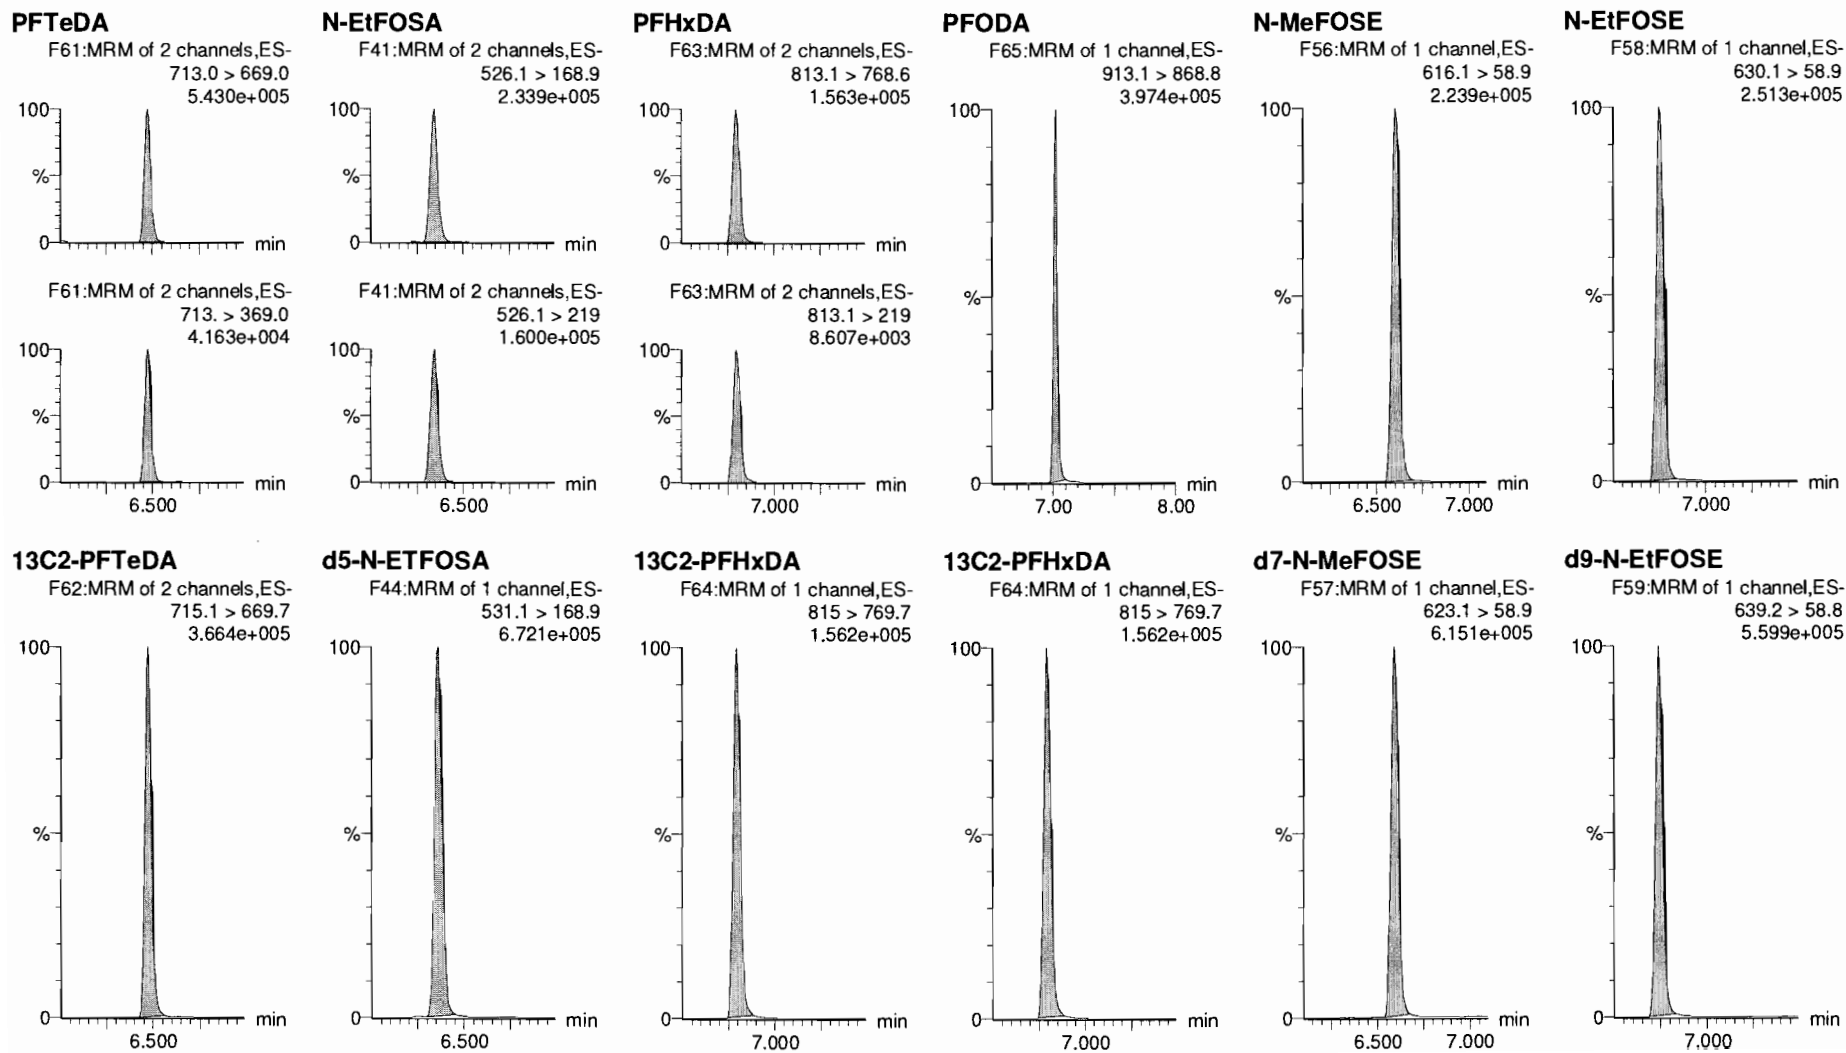 PFTeDA
F61:MRM of 2 channels,ES-
713.0 > 669.0
5.430e+005
100
%
0
min
F61:MRM of 2 channels,ES-
713. > 369.0
4.163e+004
100
%
0
min
6.500
N-EtFOSA
F41:MRM of 2 channels,ES-
526.1 > 168.9
2.339e+005
100
%
0
min
F41:MRM of 2 channels,ES-
526.1 > 219
1.600e+005
100
%
0
min
6.500
PFHxDA
F63:MRM of 2 channels,ES-
813.1 > 768.6
1.563e+005
100
%
0
min
F63:MRM of 2 channels,ES-
813.1 > 219
8.607e+003
100
%
0
min
7.000
PFODA
F65:MRM of 1 channel,ES-
913.1 > 868.8
3.974e+005
100
%
0
min
7.00 8.00
N-MeFOSE
F56:MRM of 1 channel,ES-
616.1 > 58.9
2.239e+005
100
%
0
min
6.500 7.000
N-EtFOSE
F58:MRM of 1 channel,ES-
630.1 > 58.9
2.513e+005
100
%
0
min
7.000
13C2-PFTeDA
F62:MRM of 2 channels,ES-
715.1 > 669.7
3.664e+005
100
%
0
min
6.500
d5-N-ETFOSA
F44:MRM of 1 channel,ES-
531.1 > 168.9
6.721e+005
100
%
0
min
6.500
13C2-PFHxDA
F64:MRM of 1 channel,ES-
815 > 769.7
1.562e+005
100
%
0
min
7.000
13C2-PFHxDA
F64:MRM of 1 channel,ES-
815 > 769.7
1.562e+005
100
%
0
min
7.000
d7-N-MeFOSE
F57:MRM of 1 channel,ES-
623.1 > 58.9
6.151e+005
100
%
0
min
6.500 7.000
d9-N-EtFOSE
F59:MRM of 1 channel,ES-
639.2 > 58.8
5.599e+005
100
%
0
min
7.000